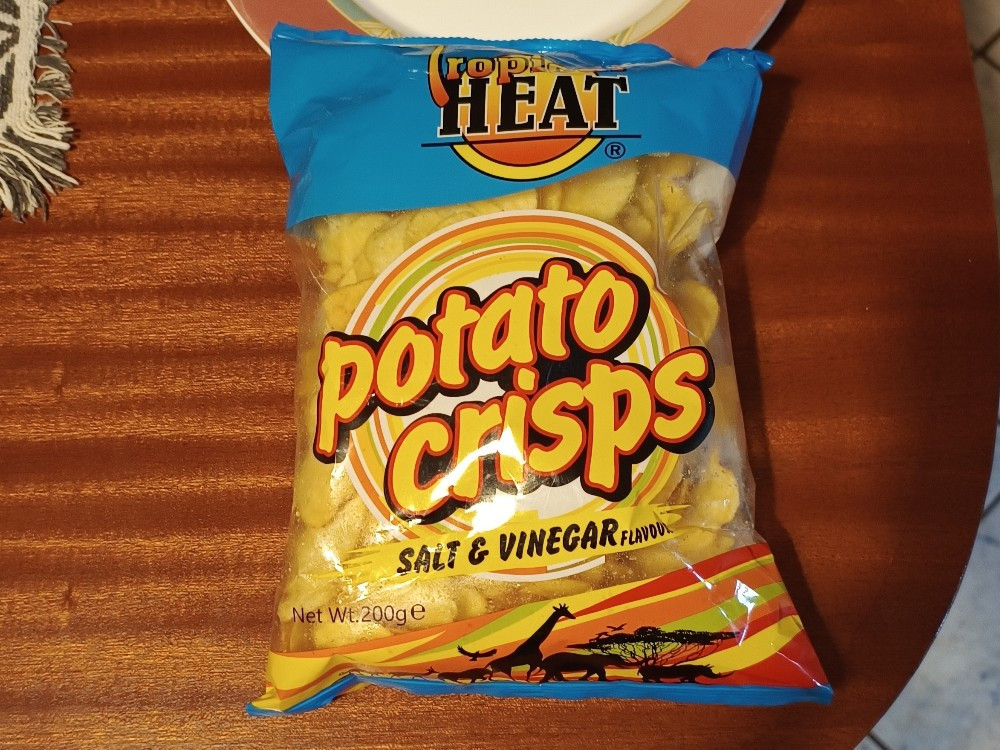 HEAT
®
potato
crisps
SALT & VINEGAR
Net Wt.200g e